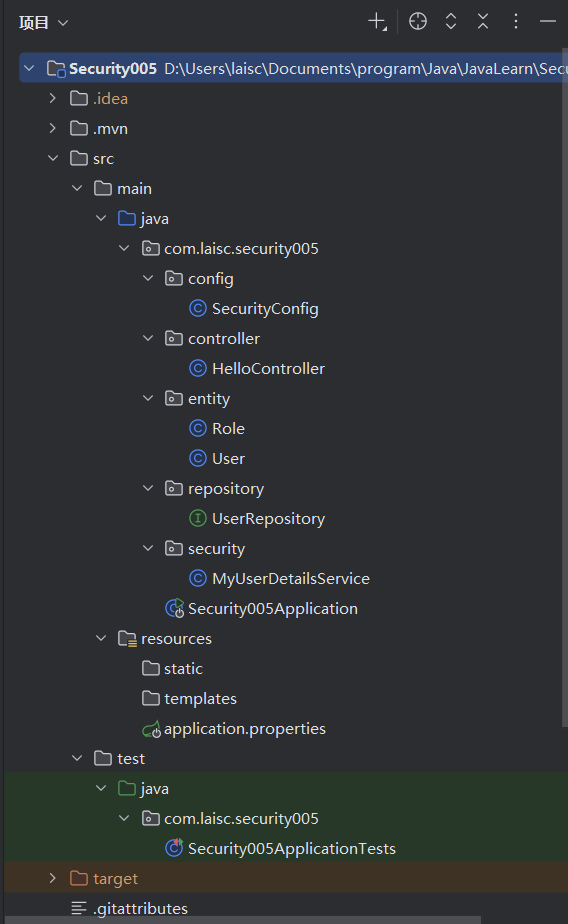 项目
Security005 D:\Users\laisc\Documents\program\Java\JavaLearn\Secu
.idea
.mvn
src
main
java
com.laisc.security005
config
SecurityConfig
controller
HelloController
entity
Role
User
repository
UserRepository
security
MyUserDetailsService
Security005Application
resources
static
templates
application.properties
test
java
com.laisc.security005
Security005ApplicationTests
target
.gitattributes